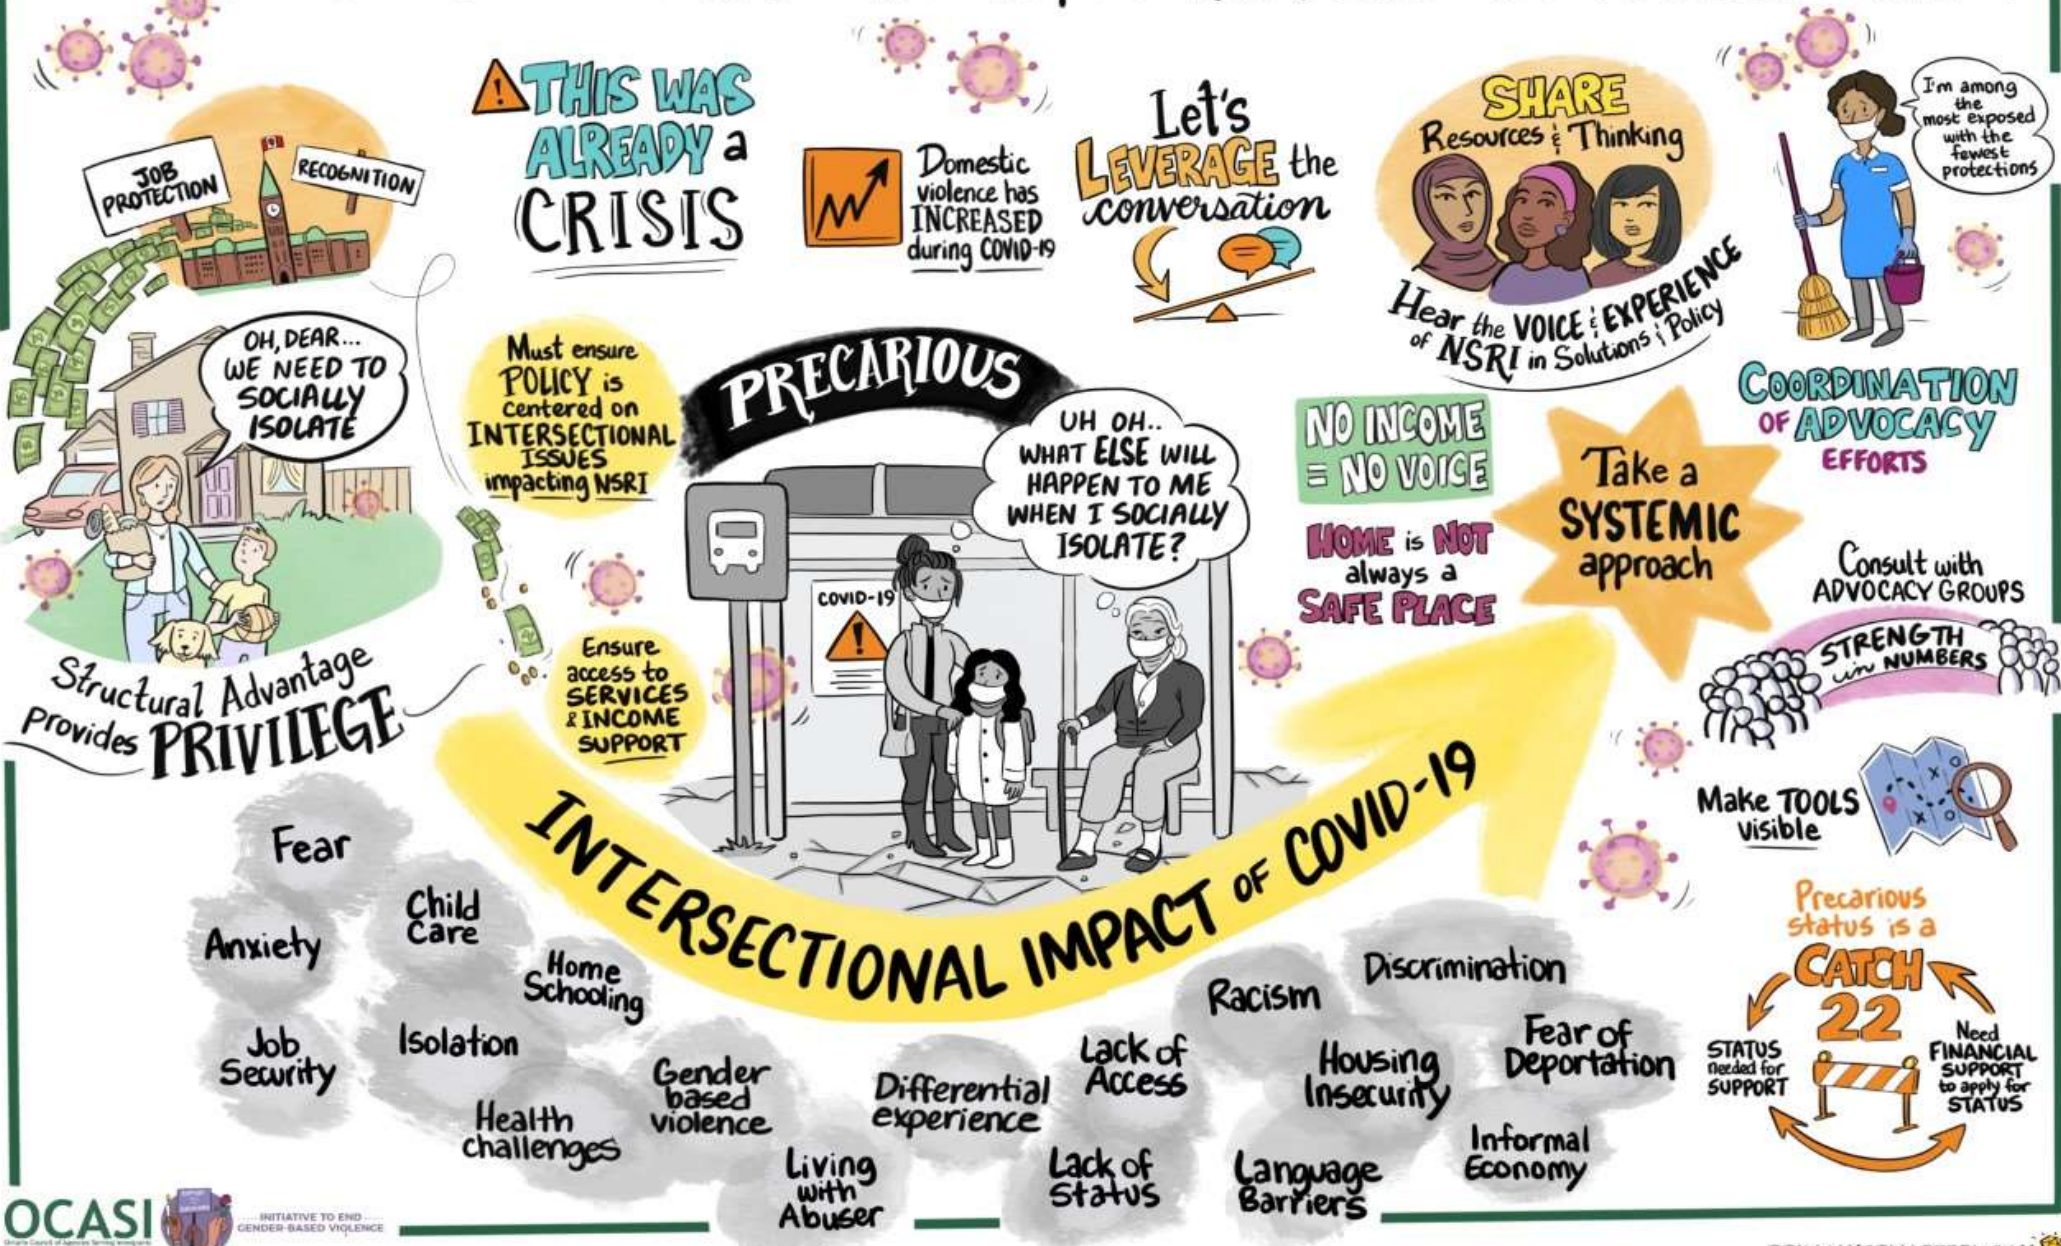 JOB
PROTECTION
RECOGNITION
THIS WAS
ALREADY a
CRISIS
Domestic
violence has
INCREASED
during COVID-19
Let's
LEVERAGE the
conversation
SHARE
Resources & Thinking
Hear the VOICE & EXPERIENCE
of NSRI in Solutions & Policy
I'm among
the
most exposed
with the
fewest
protections
OH, DEAR...
WE NEED TO
SOCIALLY
ISOLATE
Structural Advantage
provides PRIVILEGE
Must ensure
POLICY is
centered on
INTERSECTIONAL
ISSUES
impacting NSRI
Ensure
access to
SERVICES
& INCOME
SUPPORT
PRECARIOUS
UH OH..
WHAT ELSE WILL
HAPPEN TO ME
WHEN I SOCIALLY
ISOLATE?
COVID-19
NO INCOME
= NO VOICE
HOME is NOT
always a
SAFE PLACE
Take a
SYSTEMIC
approach
COORDINATION
OF ADVOCACY
EFFORTS
Consult with
ADVOCACY GROUPS
STRENGTH
in NUMBERS
Make TOOLS
visible
INTERSECTIONAL IMPACT OF COVID-19
Fear
Anxiety
Child
Care
Home
Schooling
Job
Security
Isolation
Health
challenges
Gender
based
violence
Living
with
Abuser
Differential
experience
Lack of
Access
Lack of
Status
Racism
Discrimination
Housing
Insecurity
Fear of
Deportation
Language
Barriers
Informal
Economy
Precarious
status is a
CATCH
22
STATUS
needed for
SUPPORT
Need
FINANCIAL
SUPPORT
to apply for
STATUS
OCASI
Ontario Council of Agencies Serving Immigrants
INITIATIVE TO END
GENDER-BASED VIOLENCE